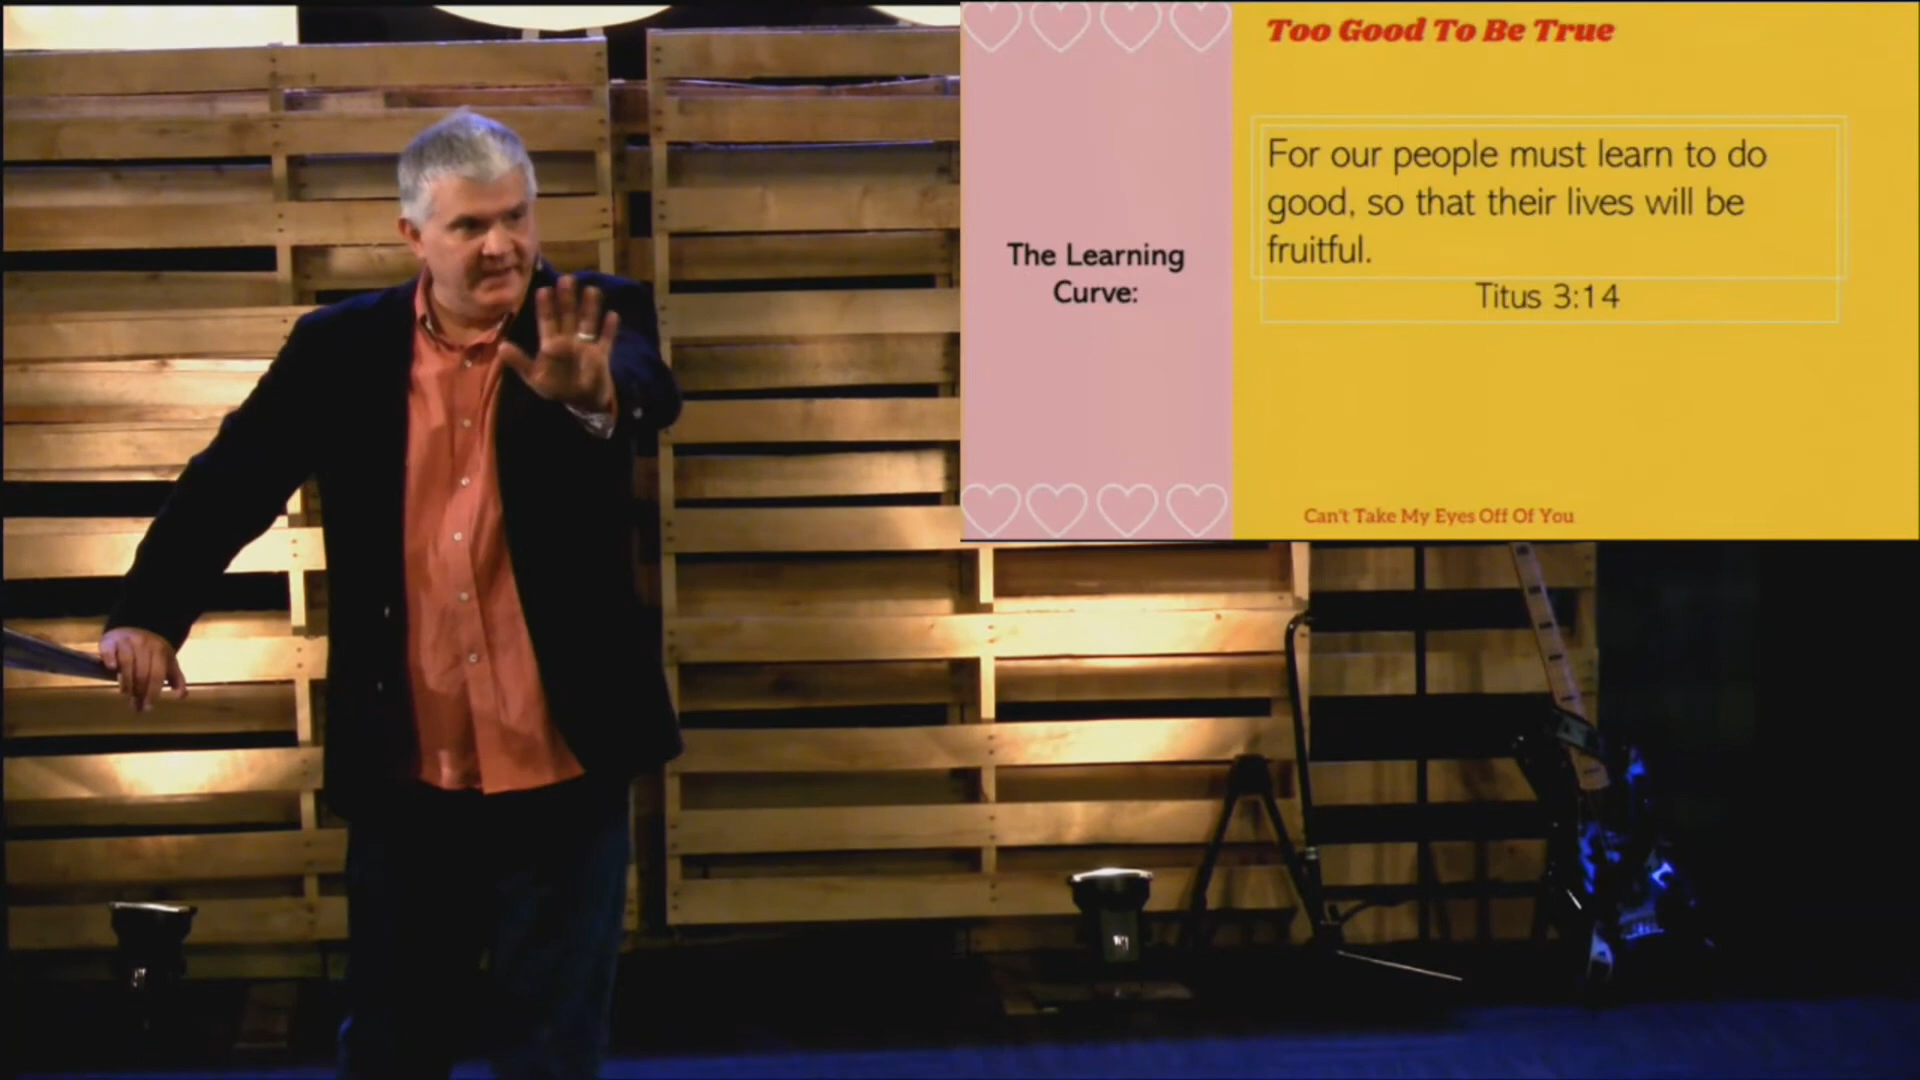 Too Good To Be True
For our people must learn to do
good, so that their lives will be
fruitful.
Titus 3:14
The Learning
Curve:
Can't Take My Eyes Off Of You